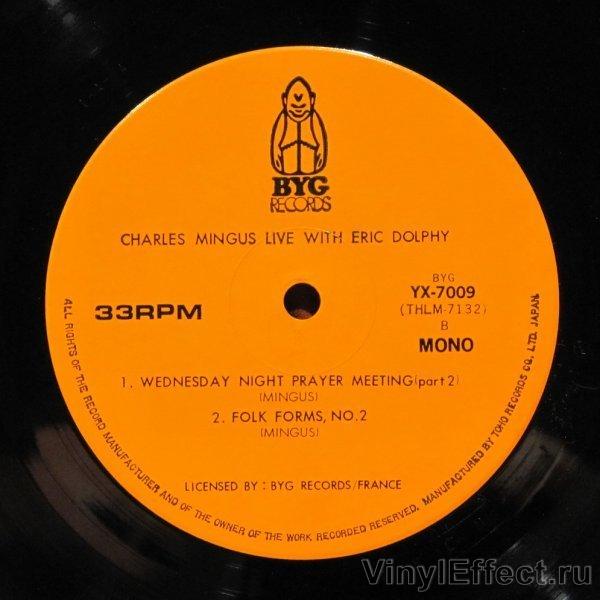 BYG
RECORDS
CHARLES MINGUS LIVE WITH ERIC DOLPHY
33RPM
BYG
YX-7009
(THLM-7132)
B
MONO
1. WEDNESDAY NIGHT PRAYER MEETING(part 2)
(MINGUS)
2. FOLK FORMS, NO.2
(MINGUS)
LICENSED BY : BYG RECORDS/FRANCE
ALL RIGHTS OF THE RECORD MANUFACTURER AND OF THE OWNER OF THE WORK RECORDED RESERVED. MANUFACTURED BY TOHO RECORDS CO., LTD. JAPAN.
VinylEffect.ru